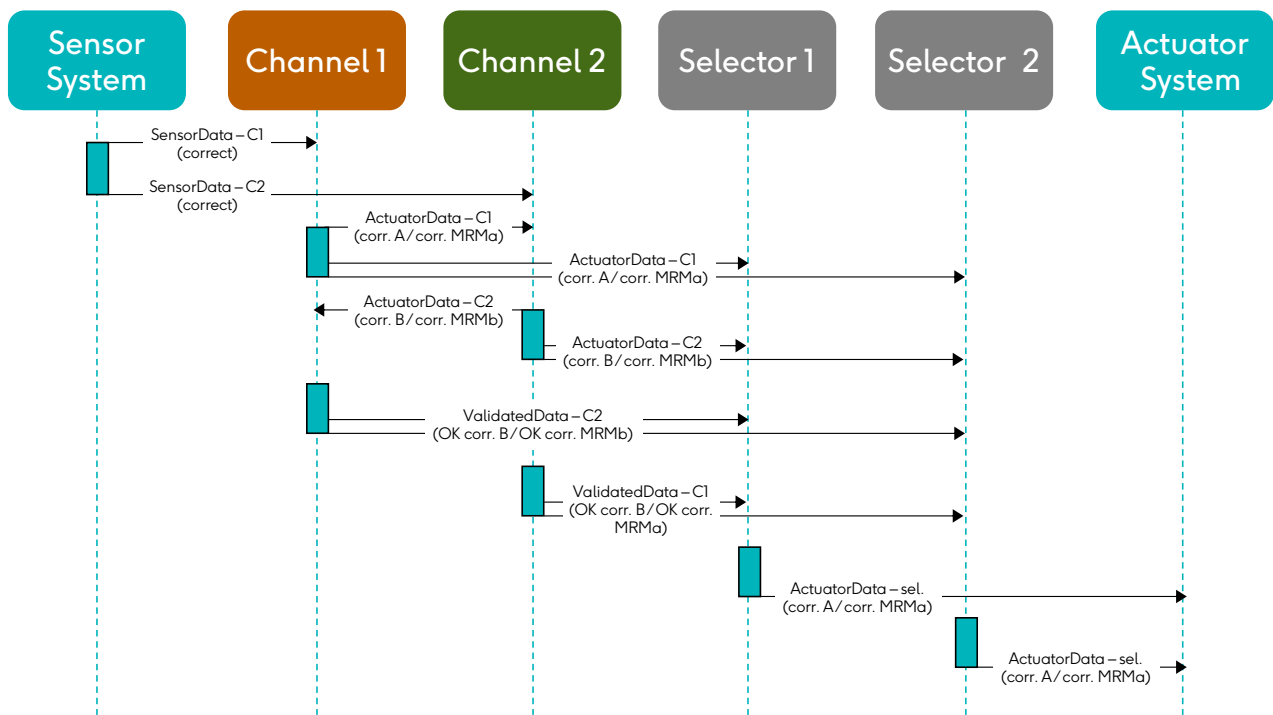 Sensor
System
Channel 1
Channel 2
Selector 1
Selector 2
Actuator
System
SensorData – C1
(correct)
SensorData – C2
(correct)
ActuatorData – C1
(corr. A/corr. MRMa)
ActuatorData – C1
(corr. A/corr. MRMa)
ActuatorData – C2
(corr. B/corr. MRMb)
ActuatorData – C2
(corr. B/corr. MRMb)
ValidatedData – C2
(OK corr. B/OK corr. MRMb)
ValidatedData – C1
(OK corr. B/OK corr.
MRMa)
ActuatorData – sel.
(corr. A/corr. MRMa)
ActuatorData – sel.
(corr. A/corr. MRMa)